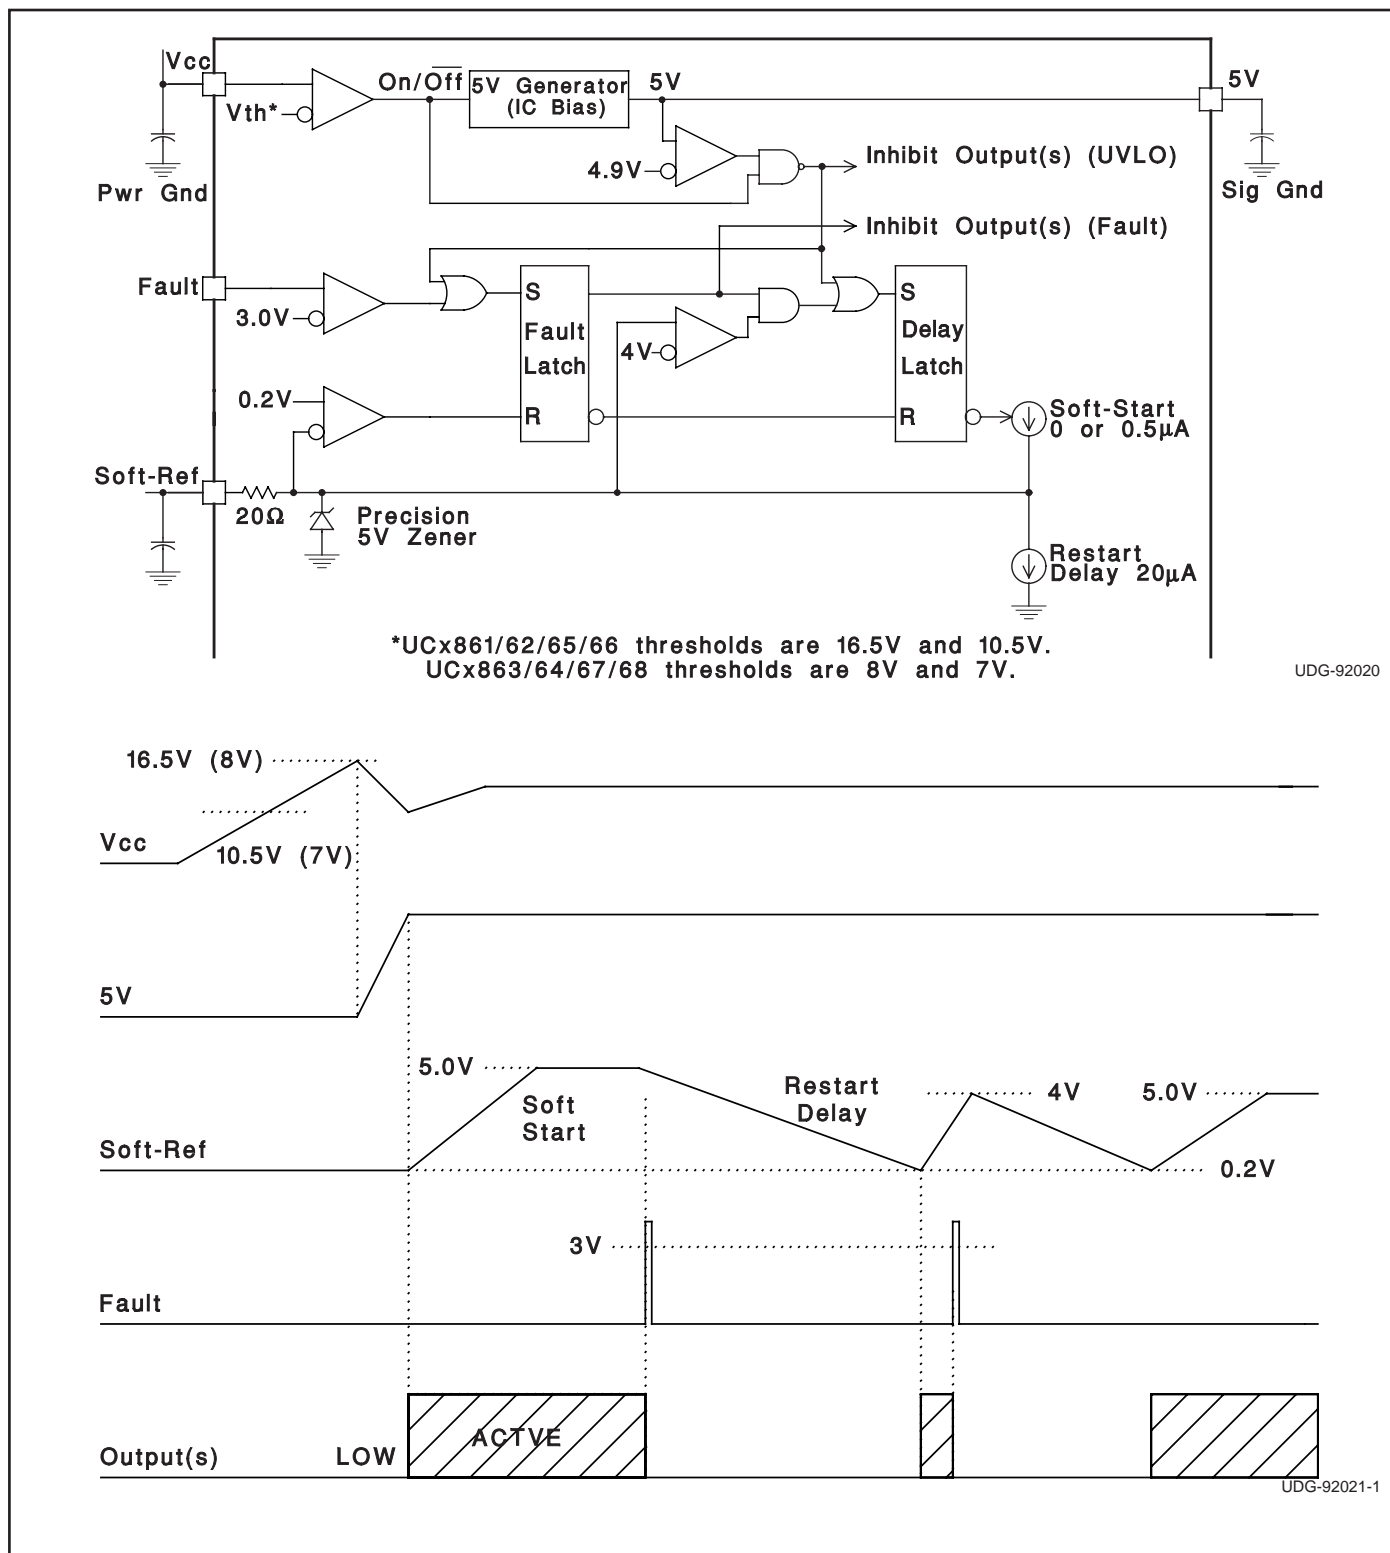 Vcc
On/Off
5V Generator
(IC Bias)
5V
5V
Vth*
4.9V
Inhibit Output(s) (UVLO)
Pwr Gnd
Sig Gnd
Inhibit Output(s) (Fault)
Fault
3.0V
S
Fault
Latch
R
4V
S
Delay
Latch
R
0.2V
Soft-Start
0 or 0.5µA
Soft-Ref
20Ω
Precision
5V Zener
Restart
Delay 20µA
*UCx861/62/65/66 thresholds are 16.5V and 10.5V.
UCx863/64/67/68 thresholds are 8V and 7V.
UDG-92020
16.5V (8V)
Vcc
10.5V (7V)
5V
5.0V
Soft
Start
Restart
Delay
4V
5.0V
Soft-Ref
0.2V
3V
Fault
ACTVE
Output(s)
LOW
UDG-92021-1